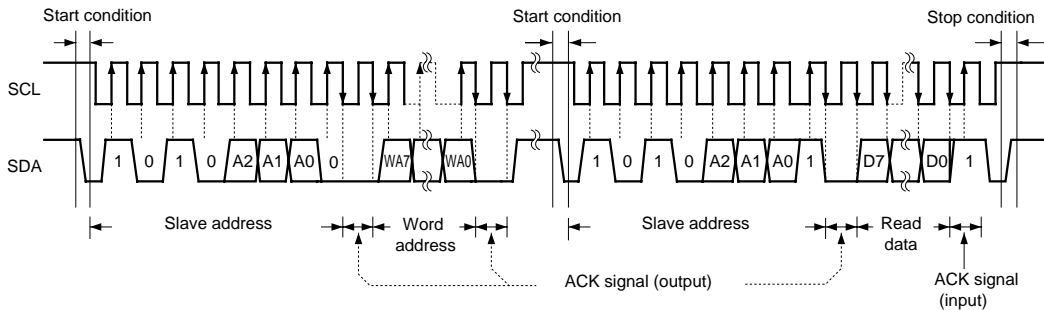 Start condition Start condition Stop condition
SCL
SDA 1 0 1 0 A2 A1 A0 0 WA7 WA0 1 0 1 0 A2 A1 A0 1 D7 D0 1
Slave address Word address Slave address Read data
ACK signal (output) ACK signal (input)